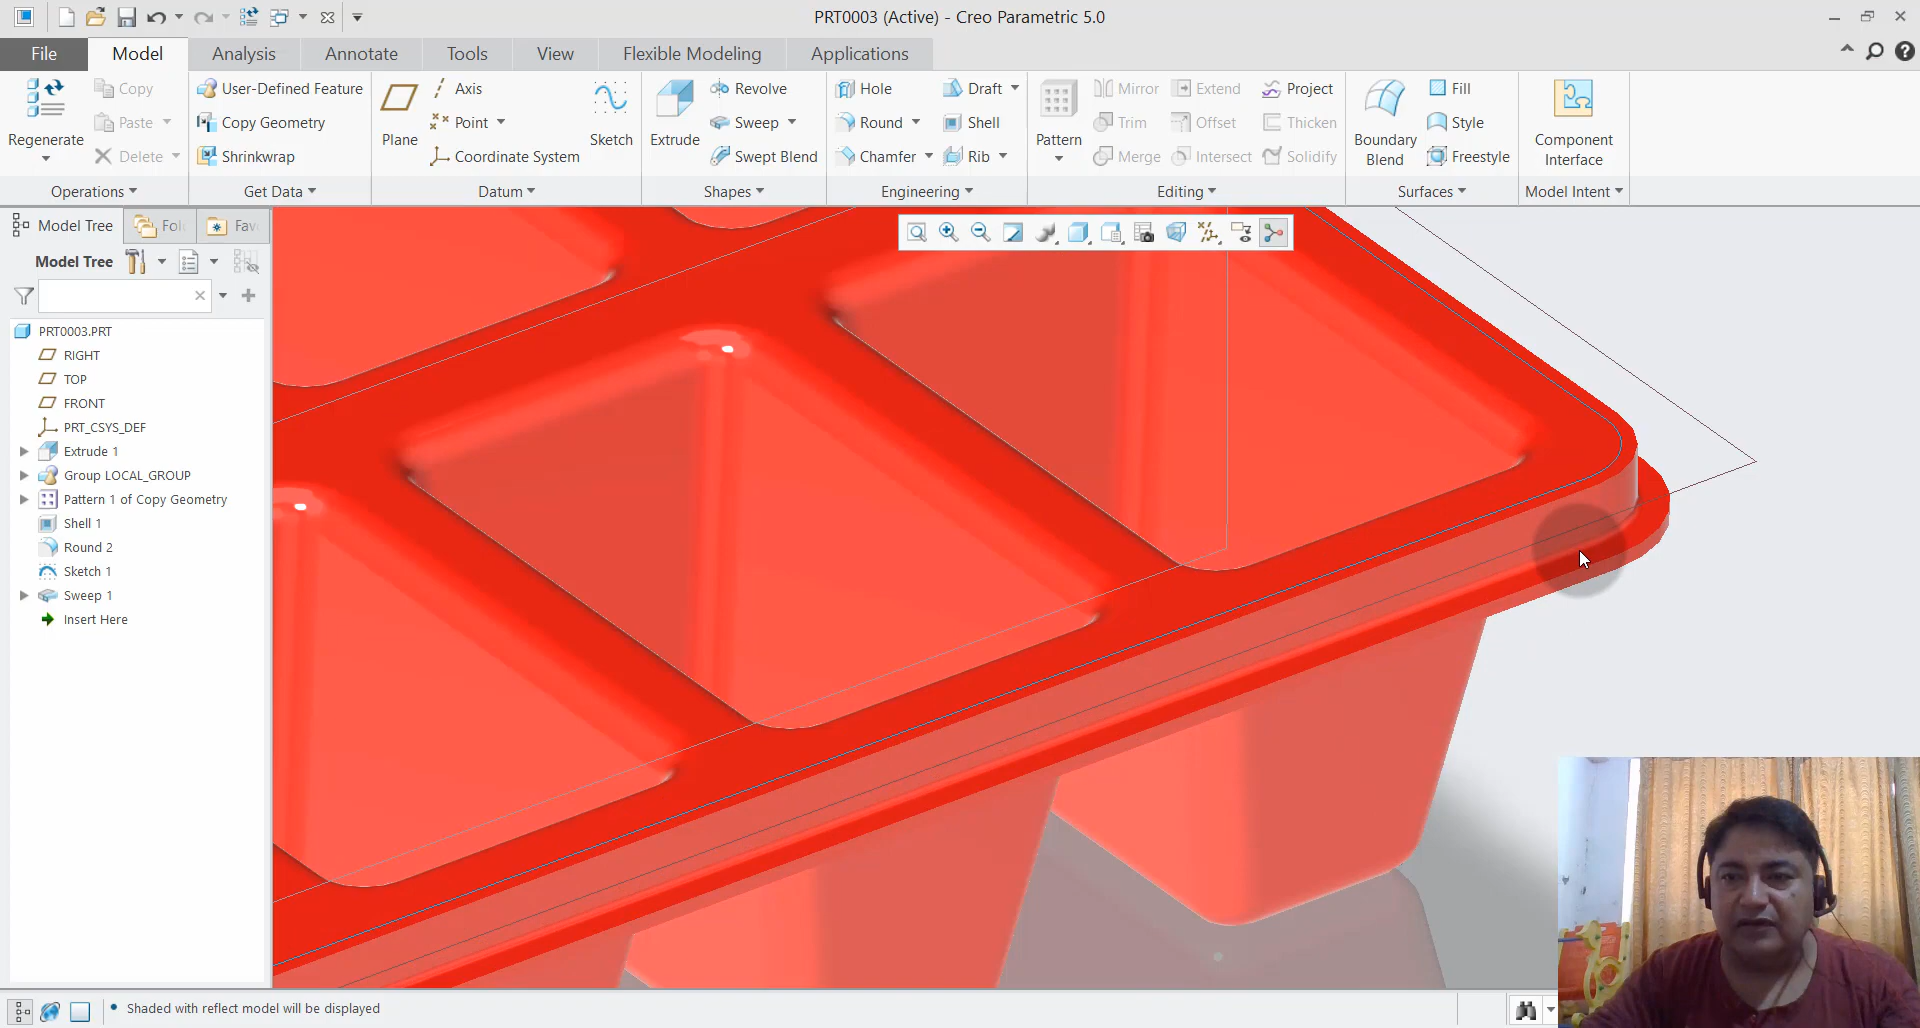 PRT0003 (Active) - Creo Parametric 5.0
File Model Analysis Annotate Tools View Flexible Modeling Applications
Regenerate
Copy
Paste
Delete
Operations
User-Defined Feature
Copy Geometry
Shrinkwrap
Get Data
Plane
Axis
Point
Coordinate System
Sketch
Datum
Extrude
Revolve
Sweep
Swept Blend
Shapes
Hole
Round
Chamfer
Draft
Shell
Rib
Engineering
Pattern
Mirror
Trim
Merge
Extend
Offset
Intersect
Project
Thicken
Solidify
Editing
Boundary
Blend
Fill
Style
Freestyle
Surfaces
Component
Interface
Model Intent
Model Tree Fol Fav
Model Tree
PRT0003.PRT
RIGHT
TOP
FRONT
PRT_CSYS_DEF
Extrude 1
Group LOCAL_GROUP
Pattern 1 of Copy Geometry
Shell 1
Round 2
Sketch 1
Sweep 1
Insert Here
Shaded with reflect model will be displayed